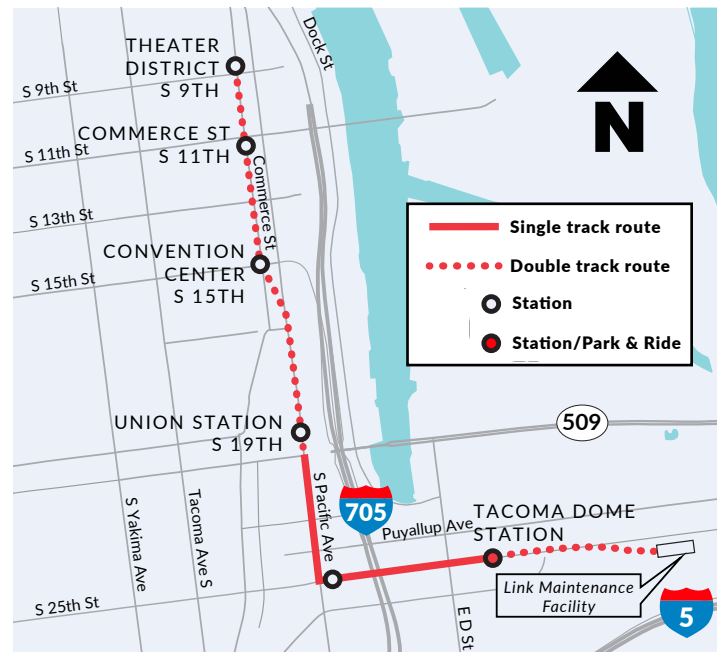 Dock St
THEATER
DISTRICT
S 9TH
S 9th St
N
COMMERCE ST
S 11TH
S 11th St
Commerce St
S 13th St
CONVENTION
CENTER
S 15TH
S 15th St
Single track route
Double track route
Station
Station/Park & Ride
UNION STATION
S 19TH
509
S Yakima Ave
Tacoma Ave S
S Pacific Ave
705
Puyallup Ave
TACOMA DOME
STATION
Link Maintenance
Facility
S 25th St
E D St
5